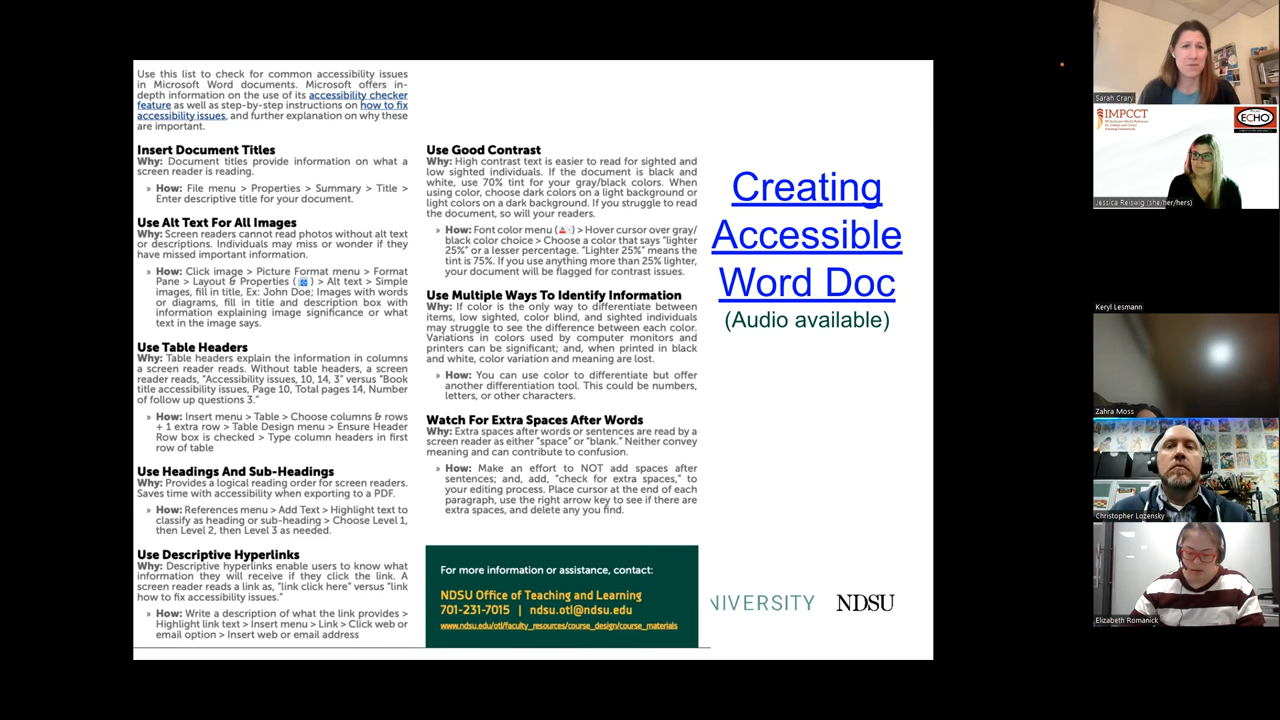 Use this list to check for common accessibility issues
in Microsoft Word documents. Microsoft offers in-
depth information on the use of its accessibility checker
feature as well as step-by-step instructions on how to fix
accessibility issues, and further explanation on why these
are important.
Insert Document Titles
Why: Document titles provide information on what a
screen reader is reading.
» How: File menu > Properties > Summary > Title >
Enter descriptive title for your document.
Use Alt Text For All Images
Why: Screen readers cannot read photos without alt text
or descriptions. Individuals may miss or wonder if they
have missed important information.
» How: Click image > Picture Format menu > Format
Pane > Layout & Properties ( ) > Alt text > Simple
images, fill in title, Ex: John Doe; Images with words
or diagrams, fill in title and description box with
information explaining image significance or what
text in the image says.
Use Table Headers
Why: Table headers explain the information in columns
a screen reader reads. Without table headers, a screen
reader reads, "Accessibility issues, 10, 14, 3" versus "Book
title accessibility issues, Page 10, Total pages 14, Number
of follow up questions 3."
» How: Insert menu > Table > Choose columns & rows
+ 1 extra row > Table Design menu > Ensure Header
Row box is checked > Type column headers in first
row of table
Use Headings And Sub-Headings
Why: Provides a logical reading order for screen readers.
Saves time with accessibility when exporting to a PDF.
» How: References menu > Add Text > Highlight text to
classify as heading or sub-heading > Choose Level 1,
then Level 2, then Level 3 as needed.
Use Descriptive Hyperlinks
Why: Descriptive hyperlinks enable users to know what
information they will receive if they click the link. A
screen reader reads a link as, "link click here" versus "link
how to fix accessibility issues."
» How: Write a description of what the link provides >
Highlight link text > Insert menu > Link > Click web or
email option > Insert web or email address
Use Good Contrast
Why: High contrast text is easier to read for sighted and
low sighted individuals. If the document is black and
white, use 70% tint for your gray/black colors. When
using color, choose dark colors on a light background or
light colors on a dark background. If you struggle to read
the document, so will your readers.
» How: Font color menu ( ) > Hover cursor over gray/
black color choice > Choose a color that says "lighter
25%" or a lesser percentage. "Lighter 25%" means the
tint is 75%. If you use anything more than 25% lighter,
your document will be flagged for contrast issues.
Use Multiple Ways To Identify Information
Why: If color is the only way to differentiate between
items, low sighted, color blind, and sighted individuals
may struggle to see the difference between each color.
Variations in colors used by computer monitors and
printers can be significant; and, when printed in black
and white, color variation and meaning are lost.
» How: You can use color to differentiate but offer
another differentiation tool. This could be numbers,
letters, or other characters.
Watch For Extra Spaces After Words
Why: Extra spaces after words or sentences are read by a
screen reader as either "space" or "blank." Neither convey
meaning and can contribute to confusion.
» How: Make an effort to NOT add spaces after
sentences; and, add, "check for extra spaces," to
your editing process. Place cursor at the end of each
paragraph, use the right arrow key to see if there are
extra spaces, and delete any you find.
For more information or assistance, contact:
NDSU Office of Teaching and Learning
701-231-7015 | ndsu.otl@ndsu.edu
www.ndsu.edu/otl/faculty_resources/course_design/course_materials
Creating
Accessible
Word Doc
(Audio available)
NIVERSITY NDSU
Sarah Crary
IMPCCT
ECHO
Jessica Reiswig (she/her/hers)
Keryl Lesmann
Zahra Moss
Christopher Lozensky
Elizabeth Romanick